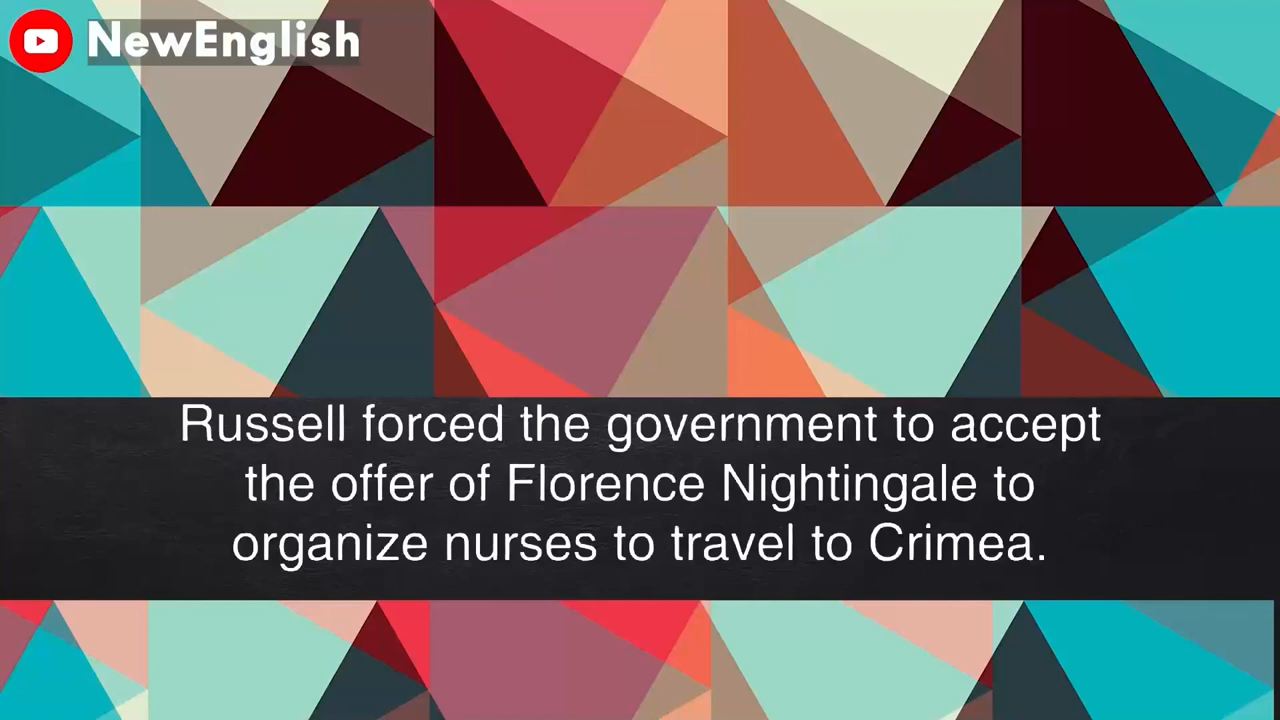 NewEnglish
Russell forced the government to accept
the offer of Florence Nightingale to
organize nurses to travel to Crimea.